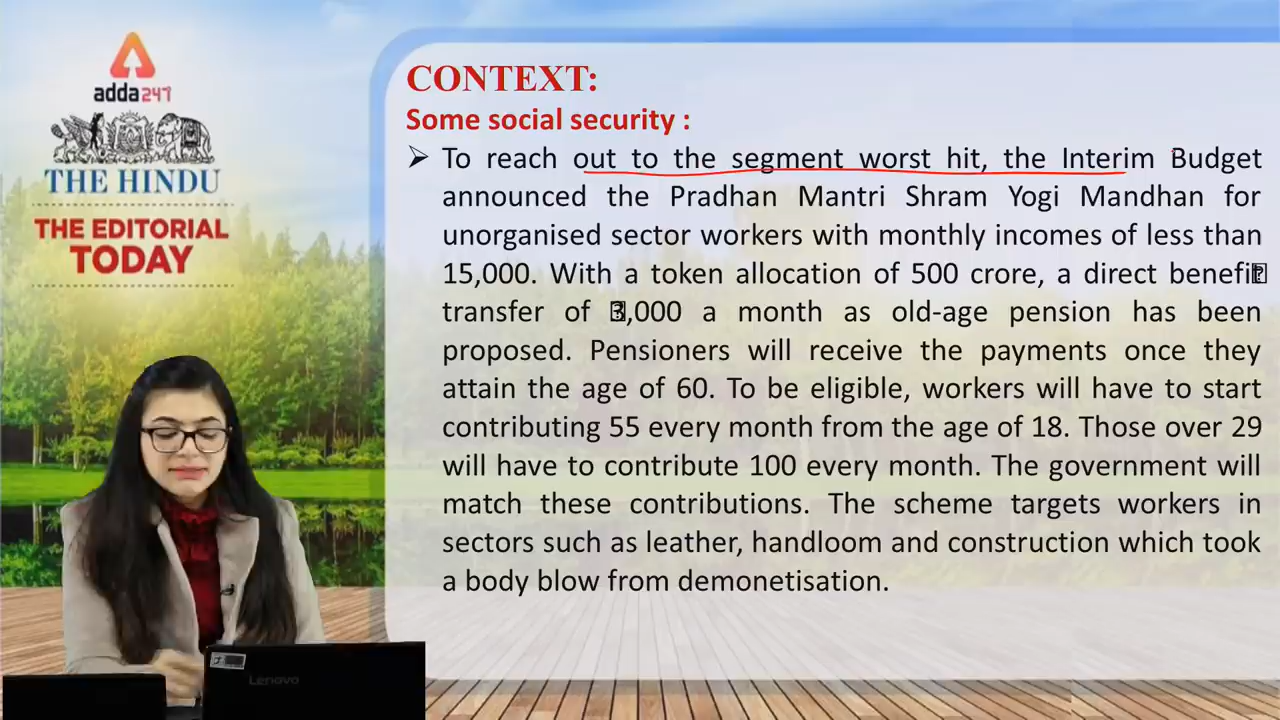 adda247
THE HINDU
THE EDITORIAL
TODAY
CONTEXT:
Some social security :
➢ To reach out to the segment worst hit, the Interim Budget
announced the Pradhan Mantri Shram Yogi Mandhan for
unorganised sector workers with monthly incomes of less than
15,000. With a token allocation of 500 crore, a direct benefit
transfer of 3,000 a month as old-age pension has been
proposed. Pensioners will receive the payments once they
attain the age of 60. To be eligible, workers will have to start
contributing 55 every month from the age of 18. Those over 29
will have to contribute 100 every month. The government will
match these contributions. The scheme targets workers in
sectors such as leather, handloom and construction which took
a body blow from demonetisation.
Lenovo